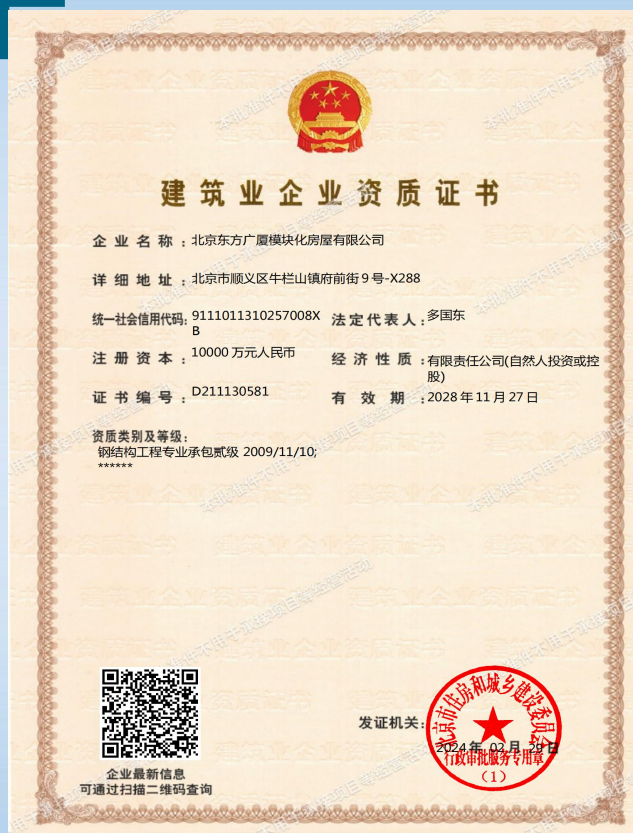 建筑业企业资质证书
企业名称：北京东方广厦模块化房屋有限公司
详细地址：北京市顺义区牛栏山镇府前街9号-X288
统一社会信用代码：9111011310257008X
B
法定代表人：多国东
注册资本：10000万元人民币
经济性质：有限责任公司(自然人投资或控
股)
证书编号：D211130581
有效期：2028年11月27日
资质类别及等级：
钢结构工程专业承包贰级 2009/11/10;
******
发证机关：
北京市住房和城乡建设委员会
2024年 02月 29日
行政审批服务专用章
（1）
企业最新信息
可通过扫描二维码查询